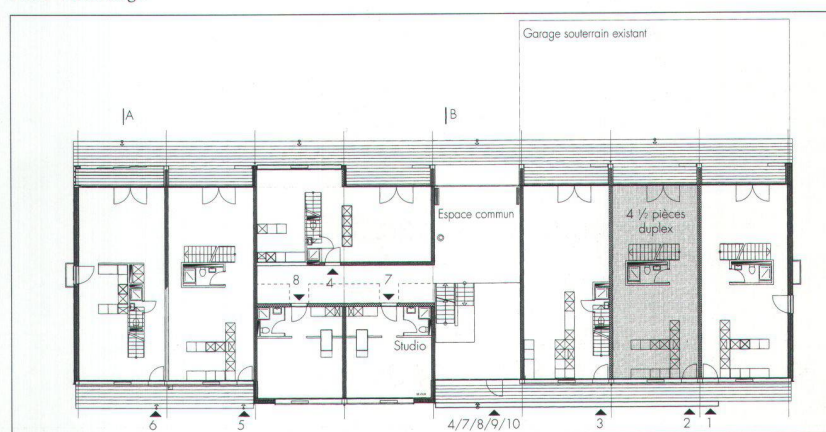 Garage souterrain existant
A
B
Espace commun
4 ½ pièces
duplex
8
4
7
Studio
6
5
4/7/8/9/10
3
2
1